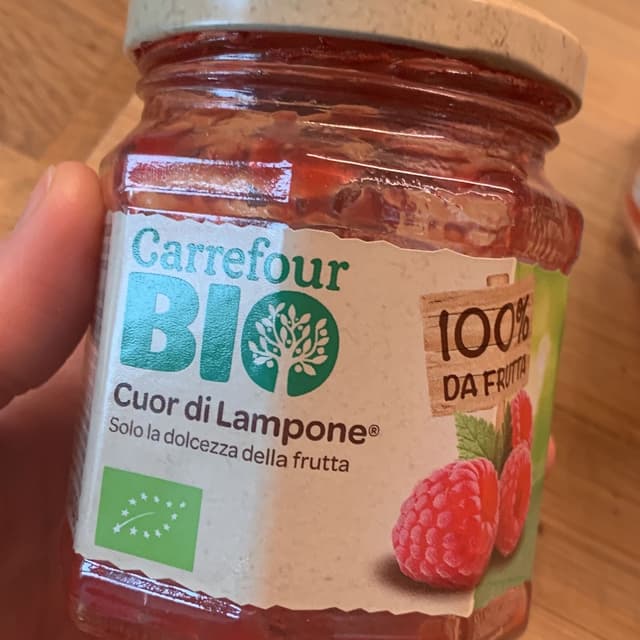 Carrefour
BIO
Cuor di Lampone®
Solo la dolcezza della frutta
100%
DA FRUTTA